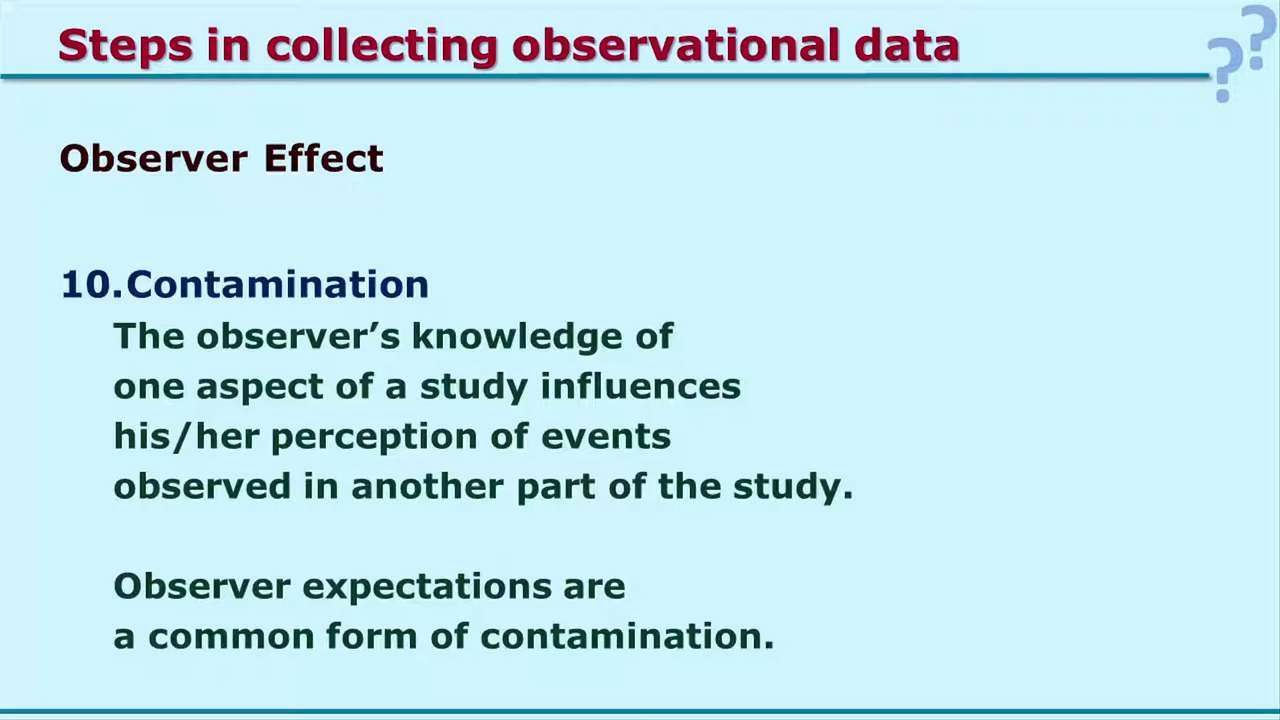 Steps in collecting observational data
??
Observer Effect
10.Contamination
The observer’s knowledge of
one aspect of a study influences
his/her perception of events
observed in another part of the study.
Observer expectations are
a common form of contamination.